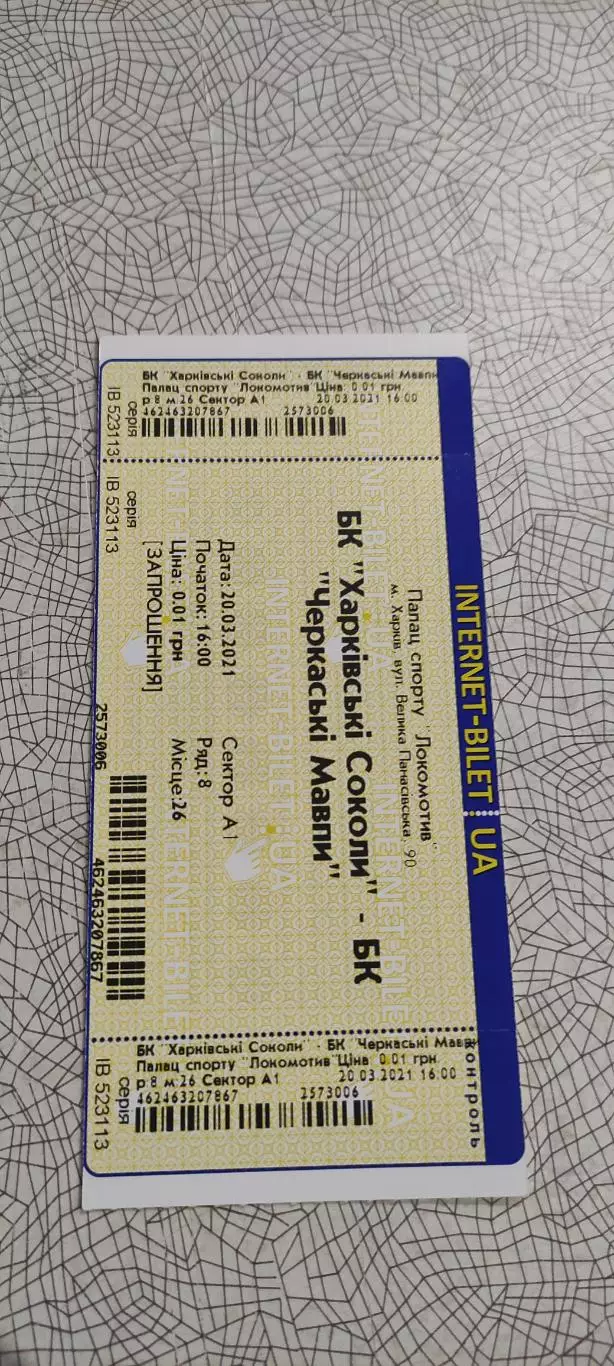 БК "Харківські Соколи" - БК "Черкаські Мавпи
Палац спорту "Локомотив"Ціна: 0.01 грн.
р 8 м:26 Сектор А1 20.03.2021 16:00
462463207867 2573006
серія
ІВ 523113
INTERNET-BILET UA
Палац спорту "Локомотив"
м. Харків, вул. Велика Панасівська, 90
БК "Харківські Соколи" - БК
"Черкаські Мавпи"
Дата: 20.03.2021 Сектор А1
Початок: 16:00 Ряд: 8
Ціна: 0.01 грн Місце:26
[ЗАПРОШЕННЯ]
серія
ІВ 523113
2573006 462463207867
контроль
БК "Харківські Соколи" - БК "Черкаські Мавпи
Палац спорту "Локомотив"Ціна: 0.01 грн
р 8 м:26 Сектор А1 20.03.2021 16:00
462463207867 2573006
серія
ІВ 523113